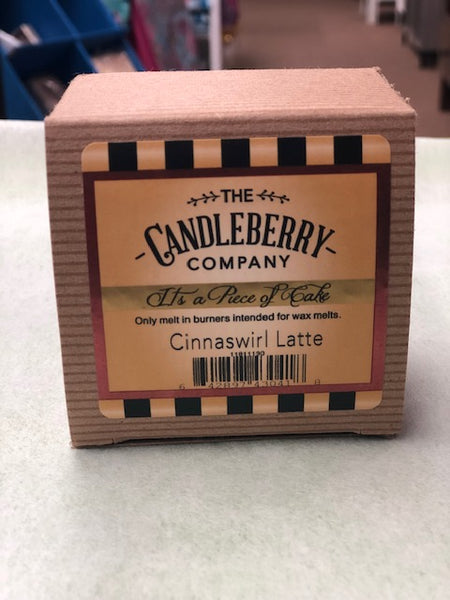 THE
CANDLEBERRY
COMPANY
It's a Piece of Cake
Only melt in burners intended for wax melts.
Cinnaswirl Latte